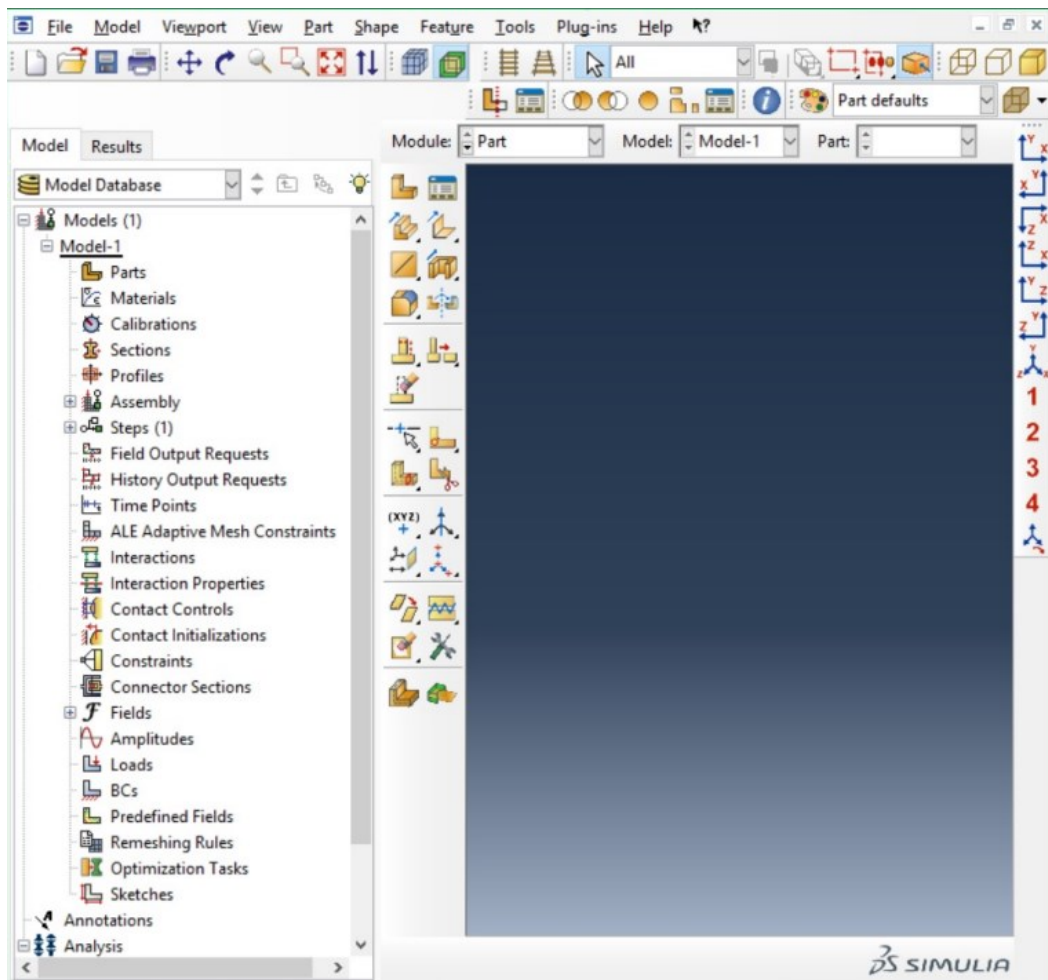 File Model Viewport View Part Shape Feature Tools Plug-ins Help ?
All
Part defaults
Model Results
Module: Part Model: Model-1 Part:
Model Database
Models (1)
Model-1
Parts
Materials
Calibrations
Sections
Profiles
Assembly
Steps (1)
Field Output Requests
History Output Requests
Time Points
ALE Adaptive Mesh Constraints
Interactions
Interaction Properties
Contact Controls
Contact Initializations
Constraints
Connector Sections
Fields
Amplitudes
Loads
BCs
Predefined Fields
Remeshing Rules
Optimization Tasks
Sketches
Annotations
Analysis
(XYZ)
Y X
X Y
X Z
Z X
Y Z
Z Y
Y Z X
1
2
3
4
SIMULIA